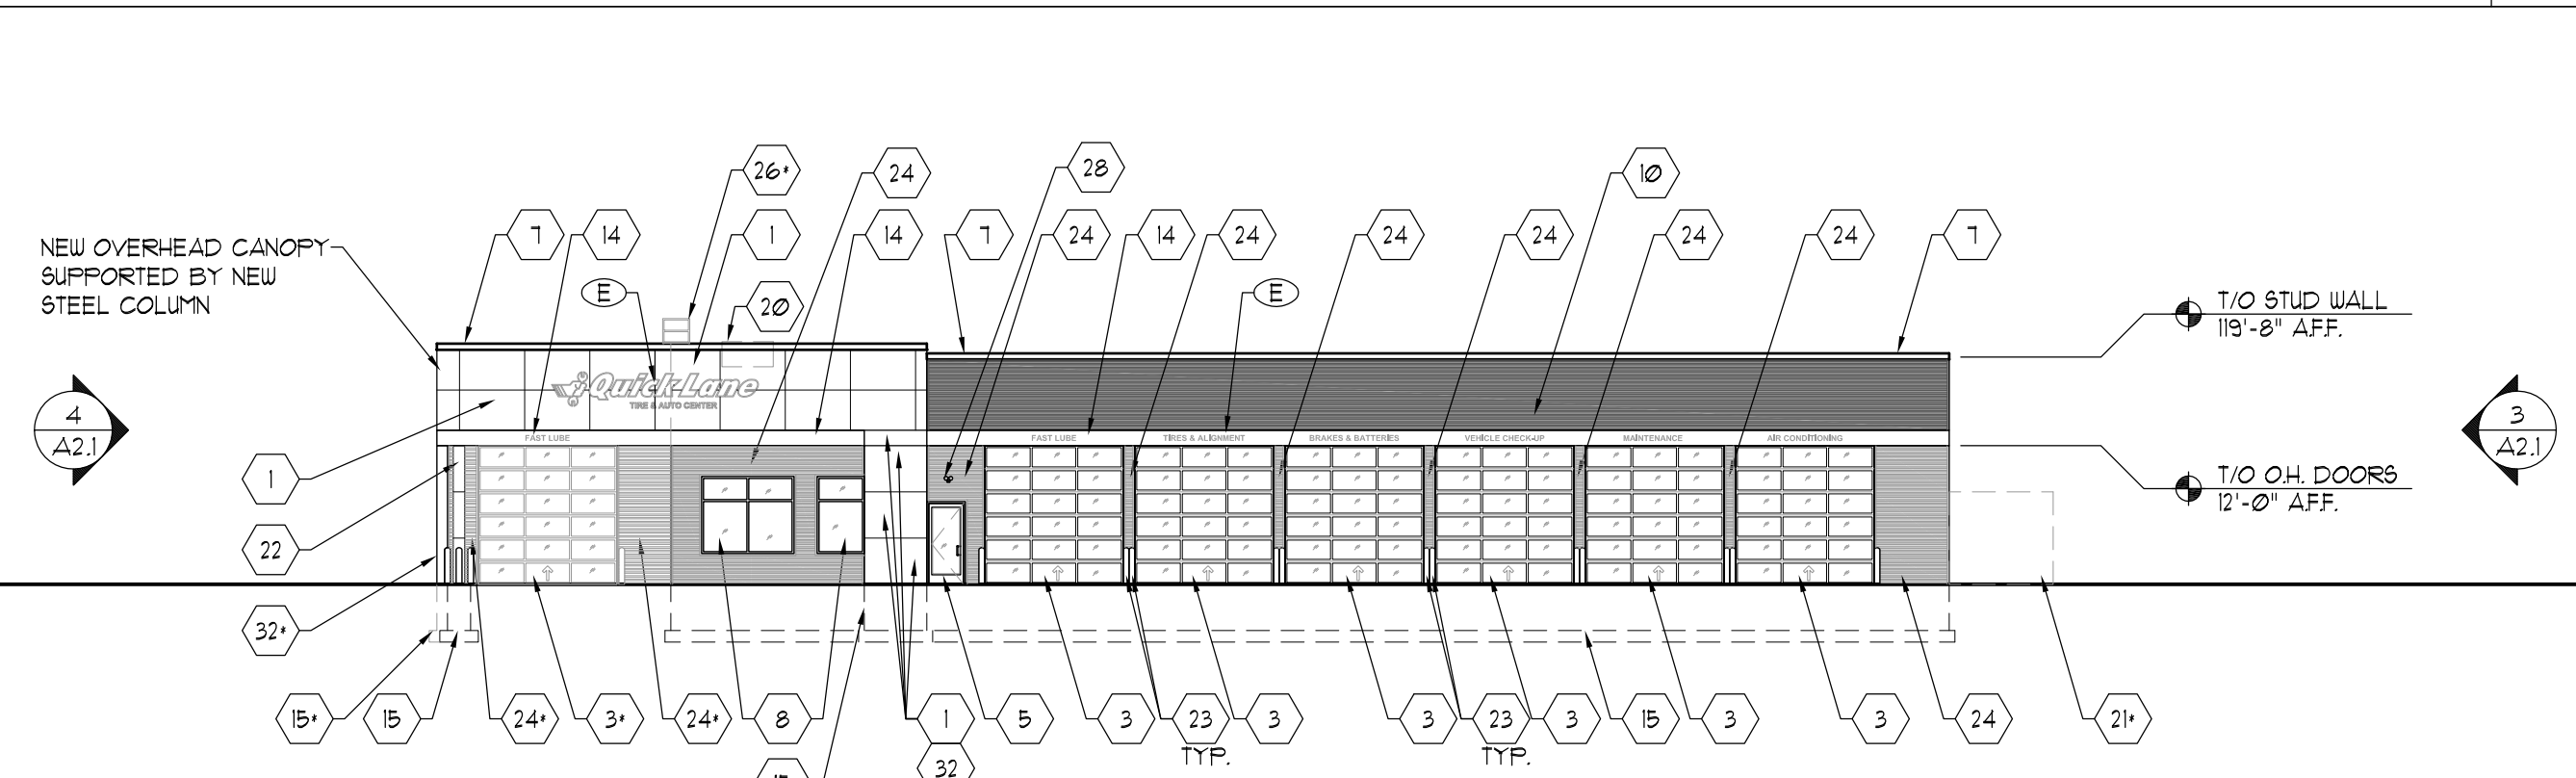 26*
24
28
10
NEW OVERHEAD CANOPY
SUPPORTED BY NEW
STEEL COLUMN
7
14
1
14
7
24
14
24
24
24
24
24
7
E
20
E
T/O STUD WALL
119'-8" A.F.F.
4
A2.1
3
A2.1
QuickLane
TIRE & AUTO CENTER
1
FAST LUBE
FAST LUBE
TIRES & ALIGNMENT
BRAKES & BATTERIES
VEHICLE CHECK-UP
MAINTENANCE
AIR CONDITIONING
T/O O.H. DOORS
12'-0" A.F.F.
22
32*
15*
15
24*
3*
24*
8
1
5
3
23
3
3
23
3
15
3
3
24
21*
TYP.
TYP.
32